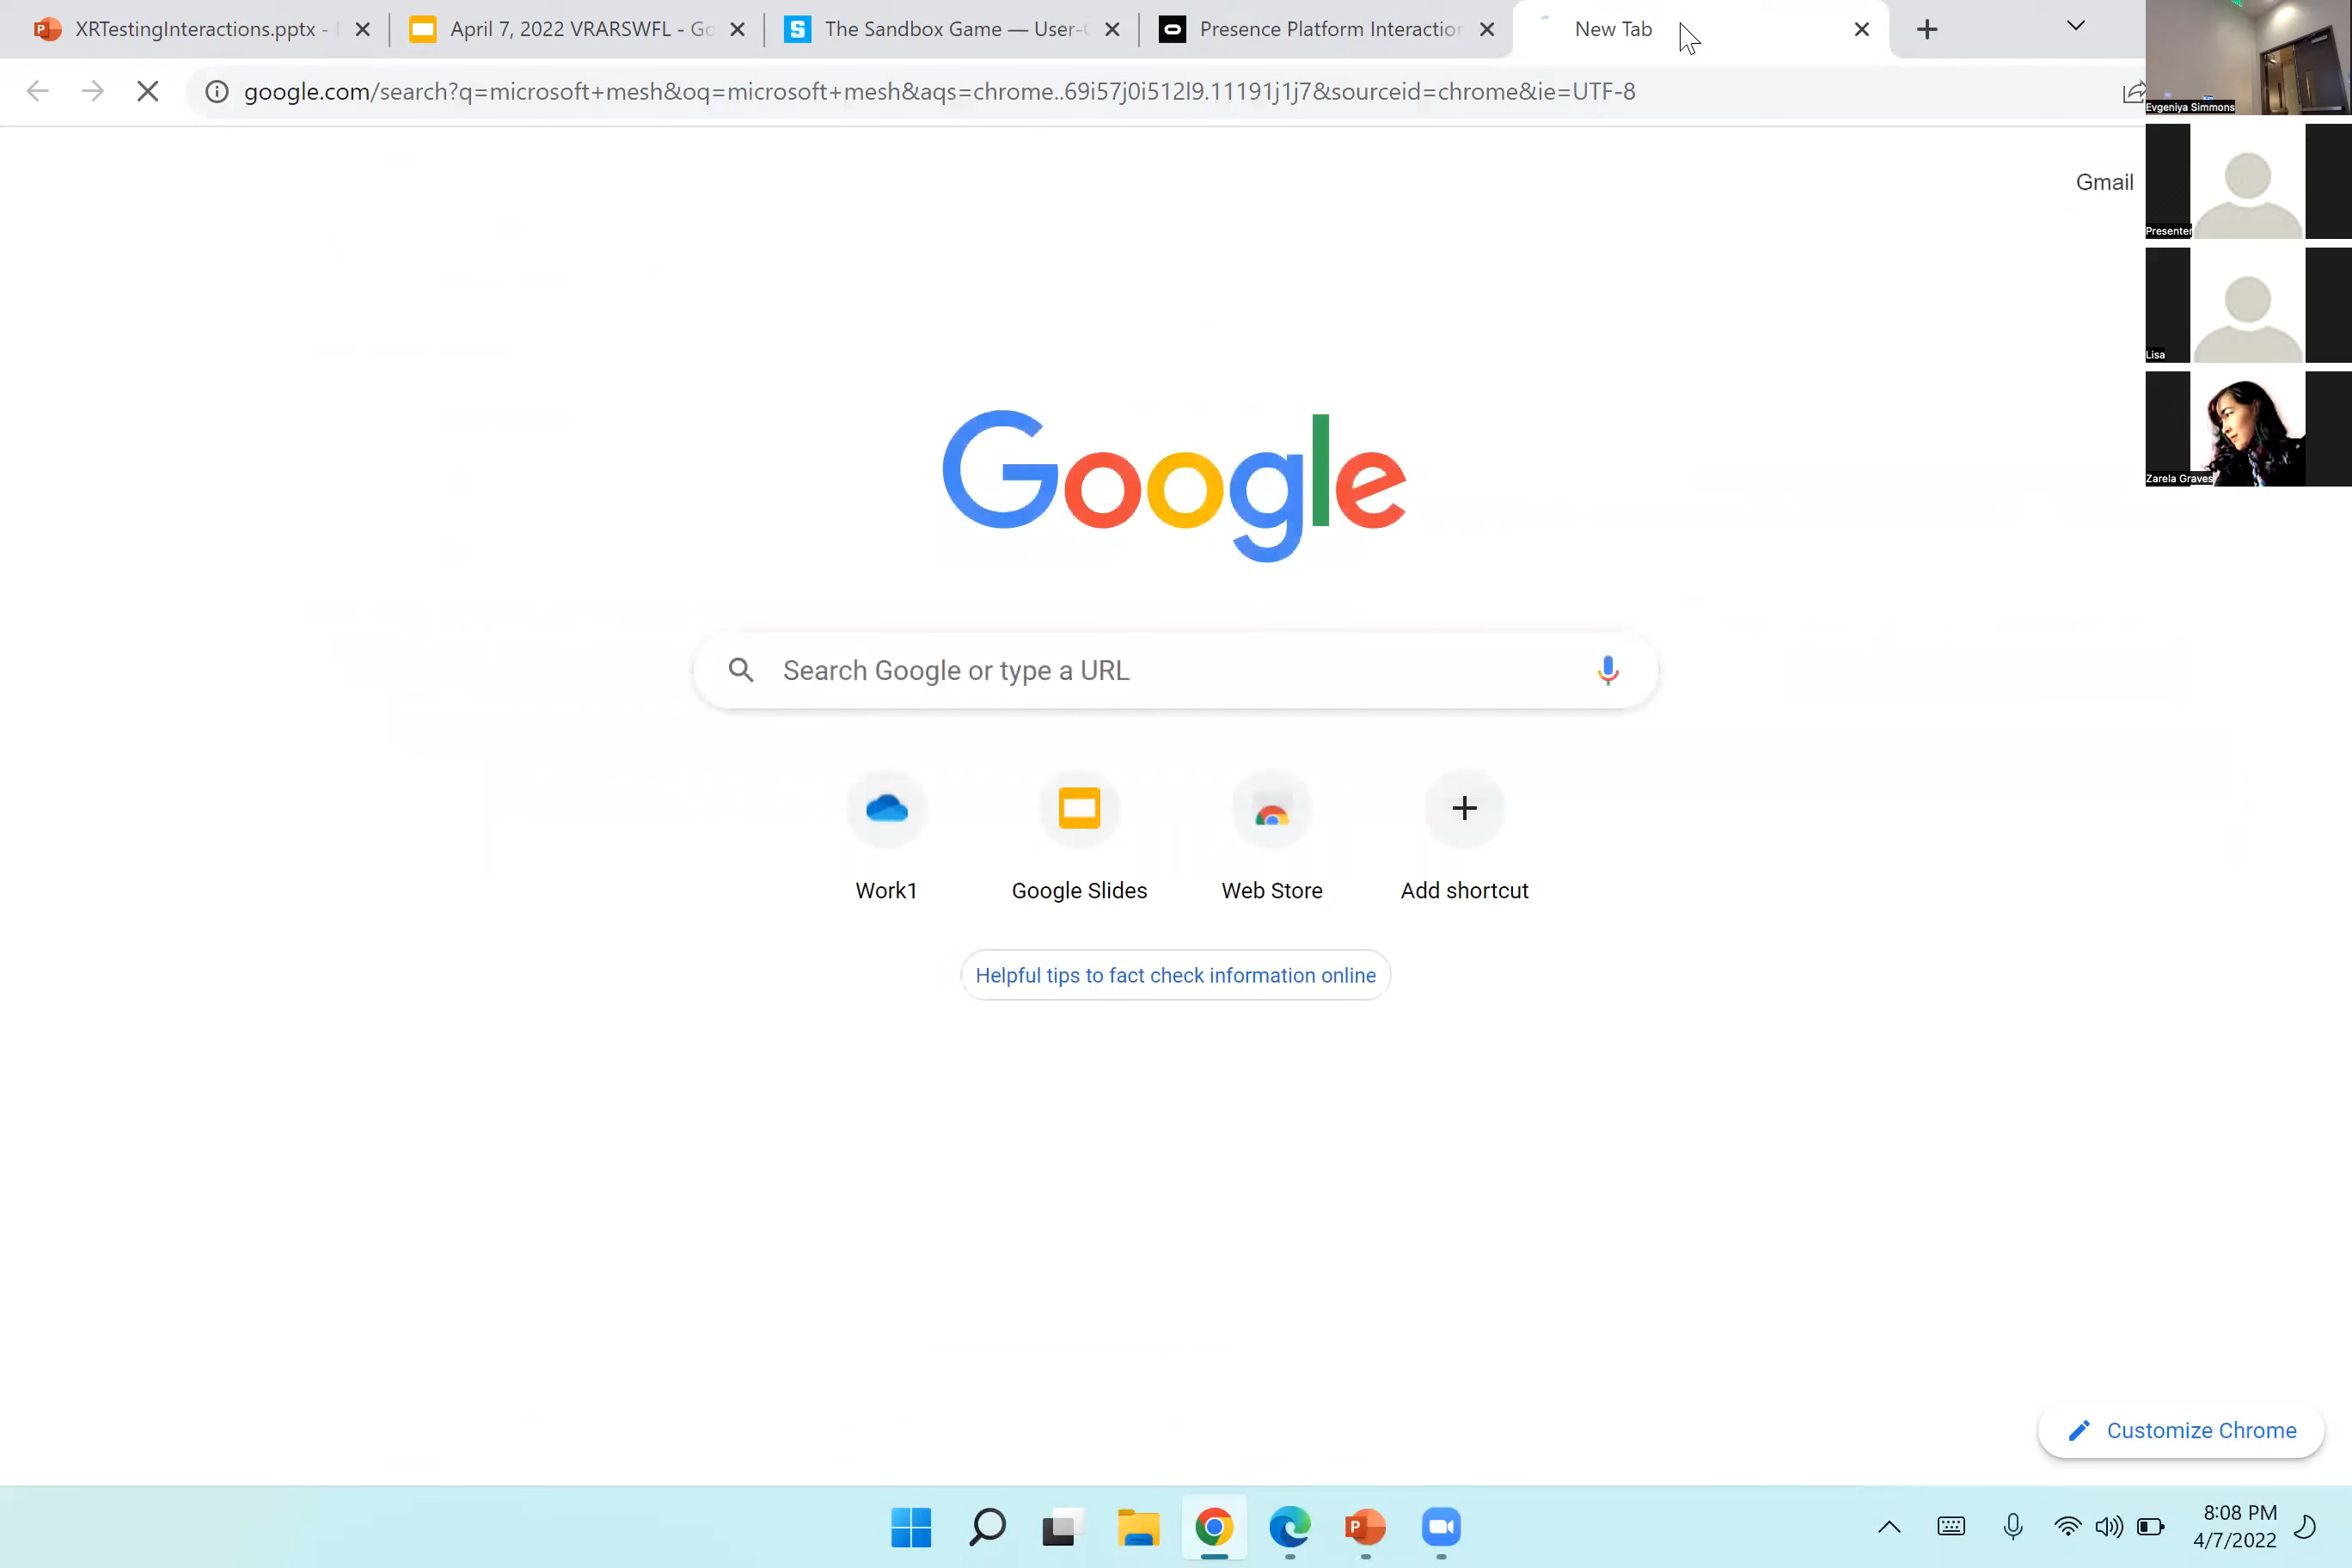 XRTestingInteractions.pptx -
April 7, 2022 VRARSWFL - Go
The Sandbox Game — User-
Presence Platform Interaction
New Tab
google.com/search?q=microsoft+mesh&oq=microsoft+mesh&aqs=chrome..69i57j0i512l9.11191j1j7&sourceid=chrome&ie=UTF-8
Evgeniya Simmons
Gmail
Presenter
Lisa
Zarela Graves
Google
Search Google or type a URL
Work1
Google Slides
Web Store
Add shortcut
Helpful tips to fact check information online
Customize Chrome
8:08 PM
4/7/2022